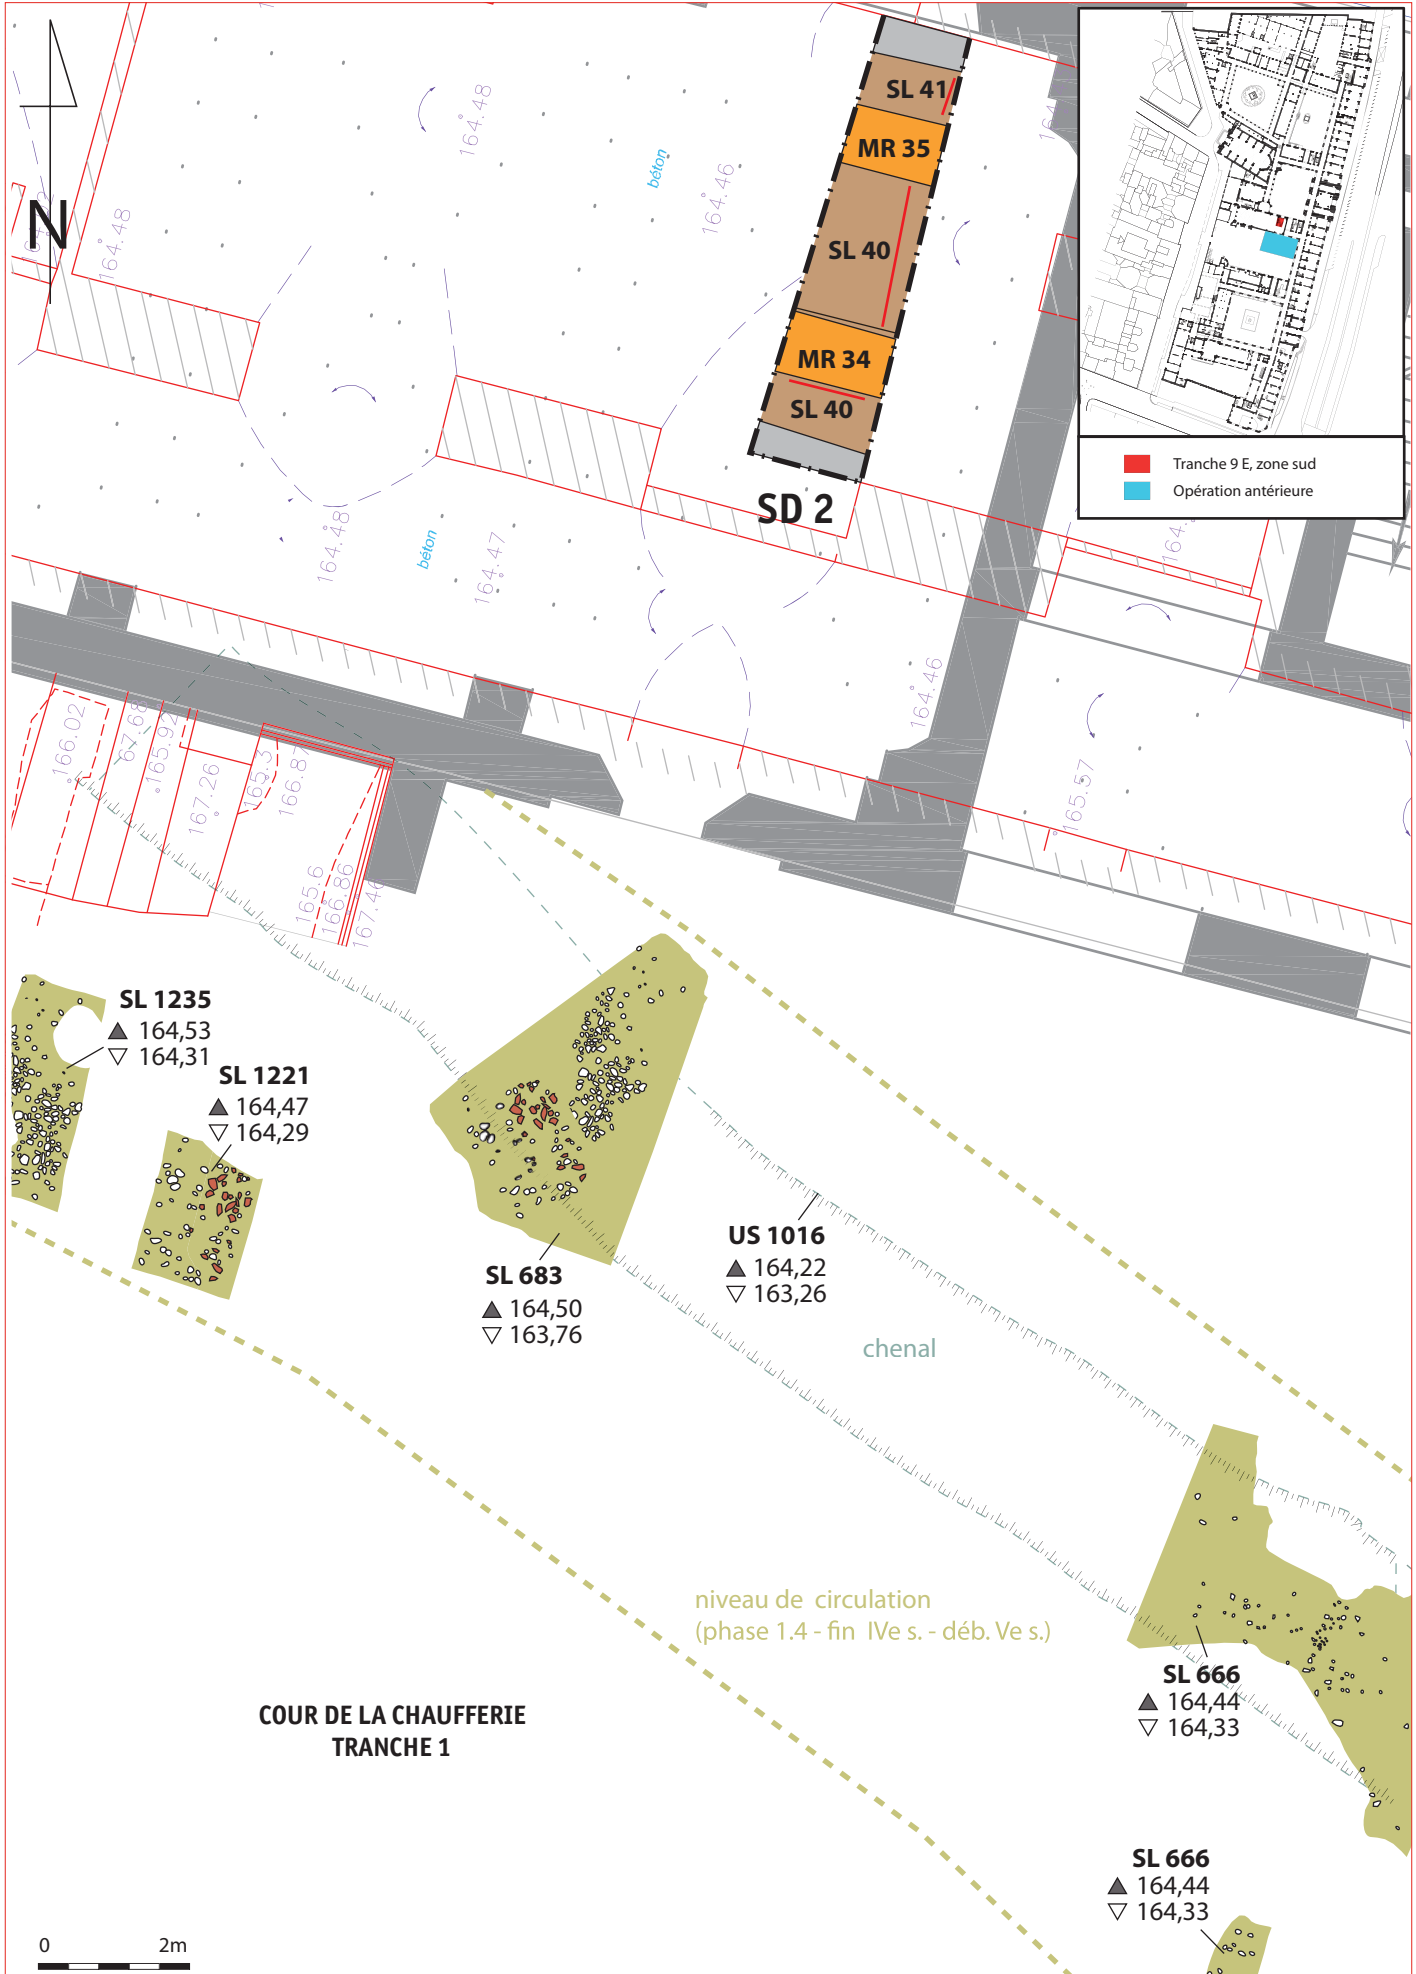 N
SL 41
MR 35
SL 40
MR 34
SL 40
SD 2
Tranche 9 E, zone sud
Opération antérieure
164.48
164.48
béton
164.46
164.48
béton
164.47
164.46
165.57
166.02
165.92
167.26
165.3
166.87
165.6
166.86
167.46
SL 1235
164,53
164,31
SL 1221
164,47
164,29
SL 683
164,50
163,76
US 1016
164,22
163,26
chenal
niveau de circulation
(phase 1.4 - fin IVe s. - déb. Ve s.)
SL 666
164,44
164,33
COUR DE LA CHAUFFERIE
TRANCHE 1
SL 666
164,44
164,33
0 2m